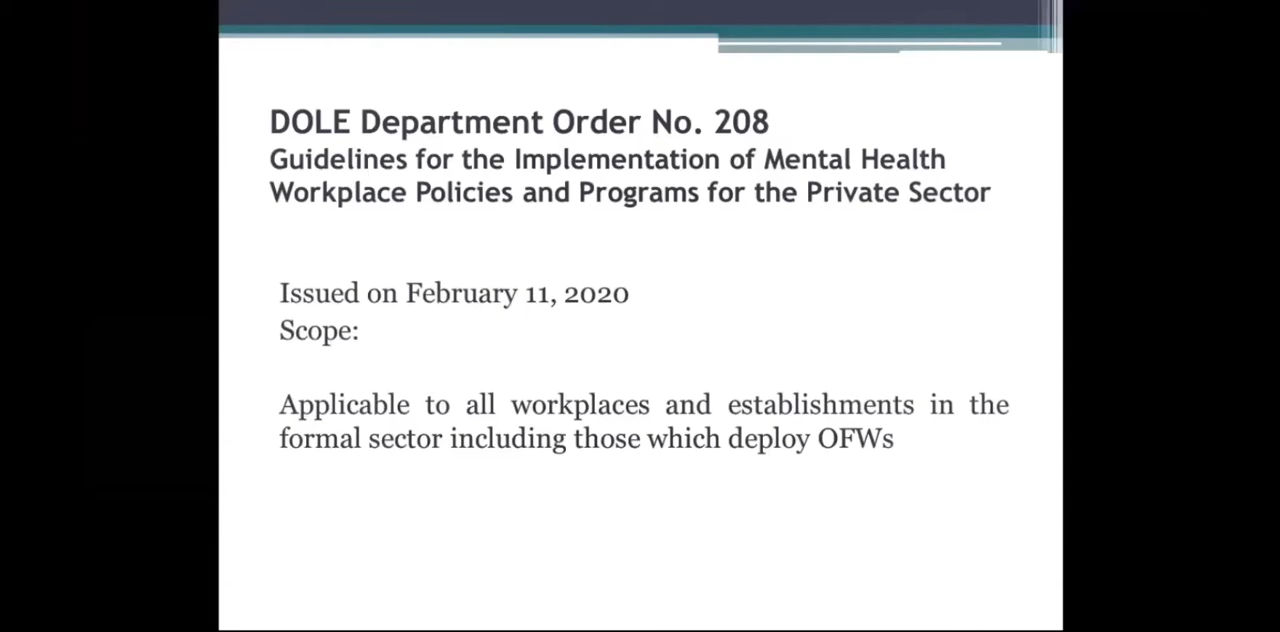 DOLE Department Order No. 208
Guidelines for the Implementation of Mental Health
Workplace Policies and Programs for the Private Sector
Issued on February 11, 2020
Scope:
Applicable to all workplaces and establishments in the
formal sector including those which deploy OFWs